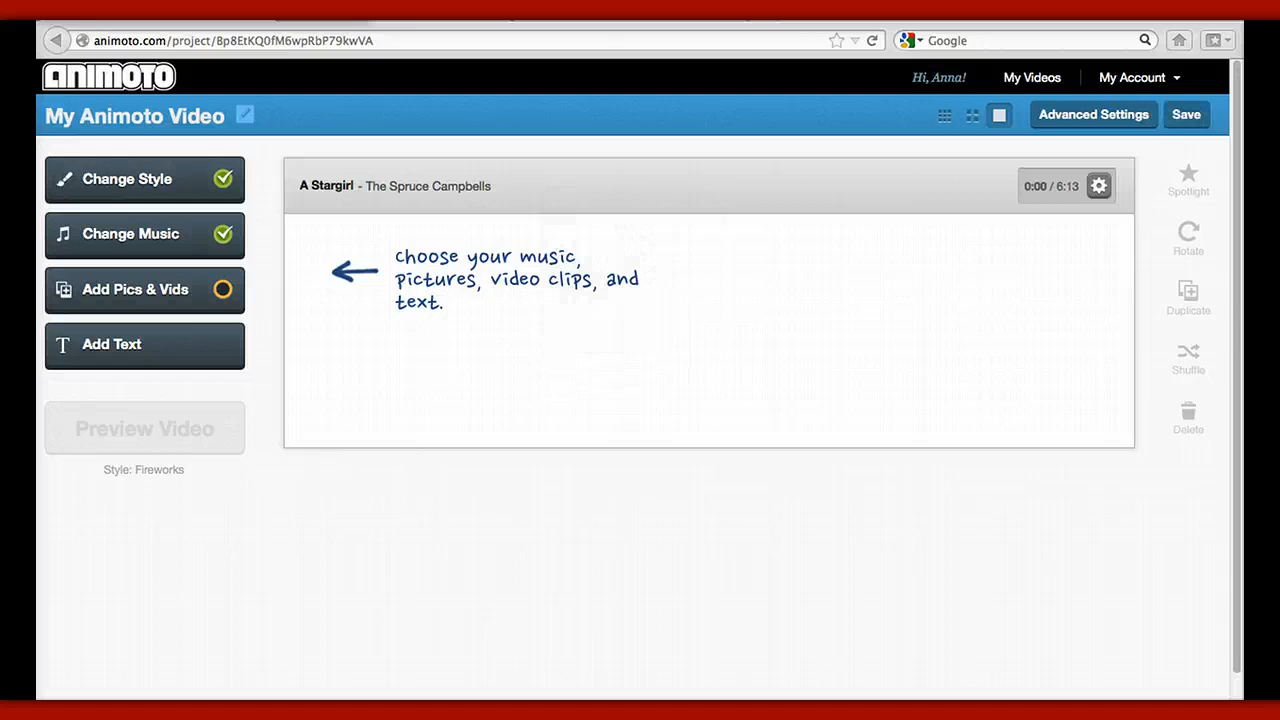 animoto.com/project/Bp8EtKQ0fM6wpRbP79kwVA
Google
ANIMOTO
Hi, Anna!
My Videos
My Account
My Animoto Video
Advanced Settings
Save
Change Style
Change Music
Add Pics & Vids
T Add Text
Preview Video
Style: Fireworks
A Stargirl - The Spruce Campbells
0:00 / 6:13
Choose your music,
pictures, video clips, and
text.
Spotlight
Rotate
Duplicate
Shuffle
Delete